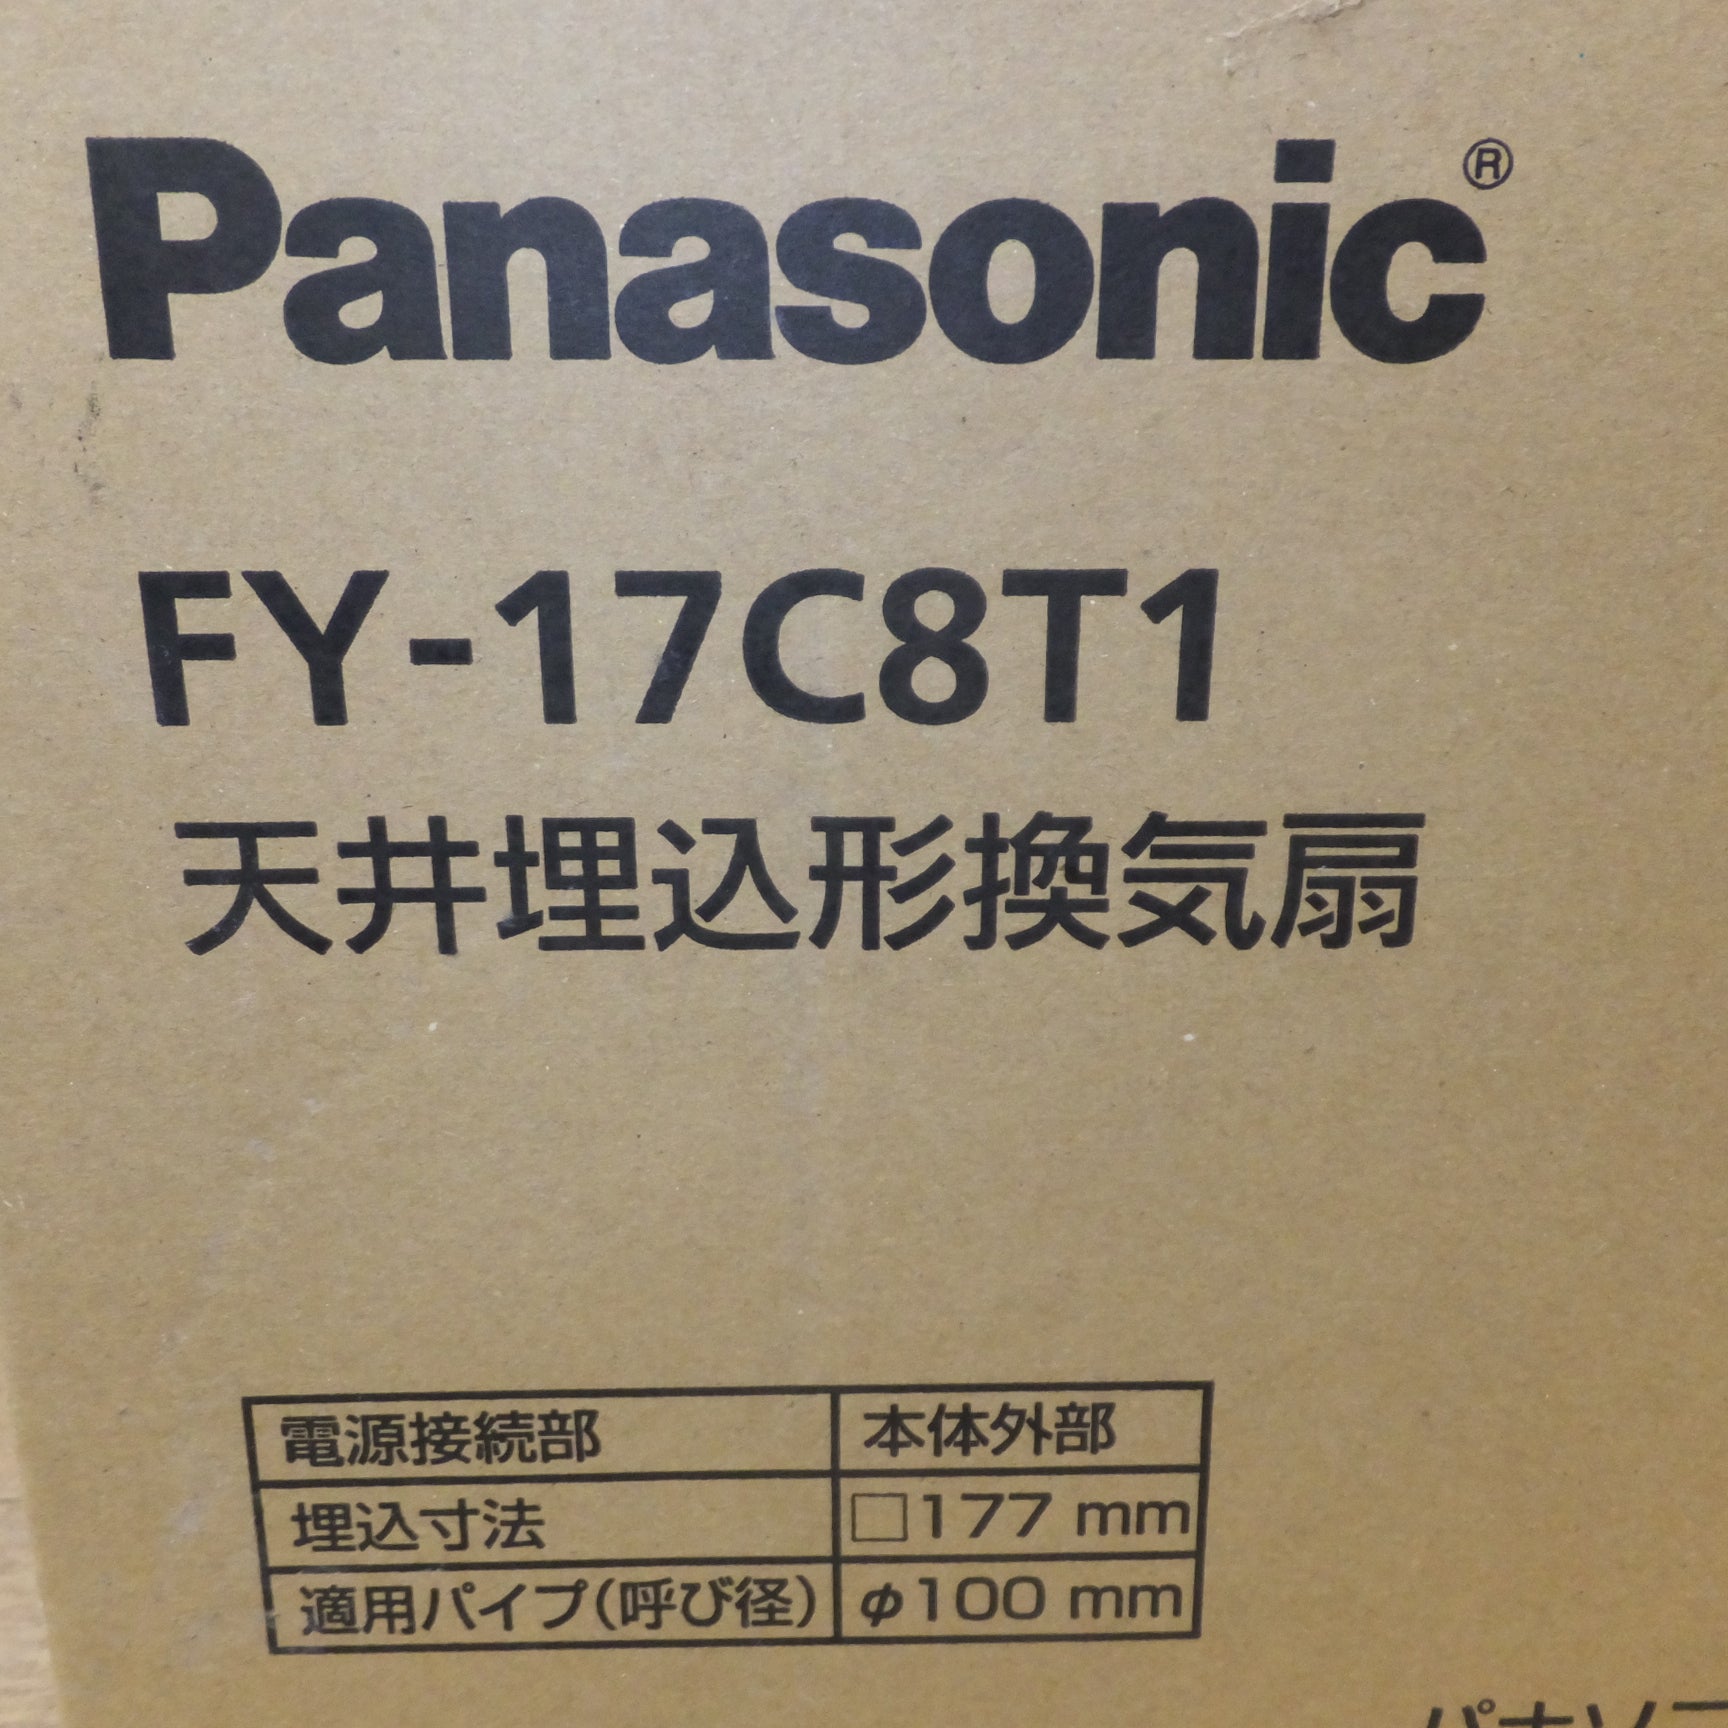 Panasonic®
FY-17C8T1
天井埋込形換気扇
電源接続部 本体外部
埋込寸法 □177 mm
適用パイプ(呼び径) φ100 mm